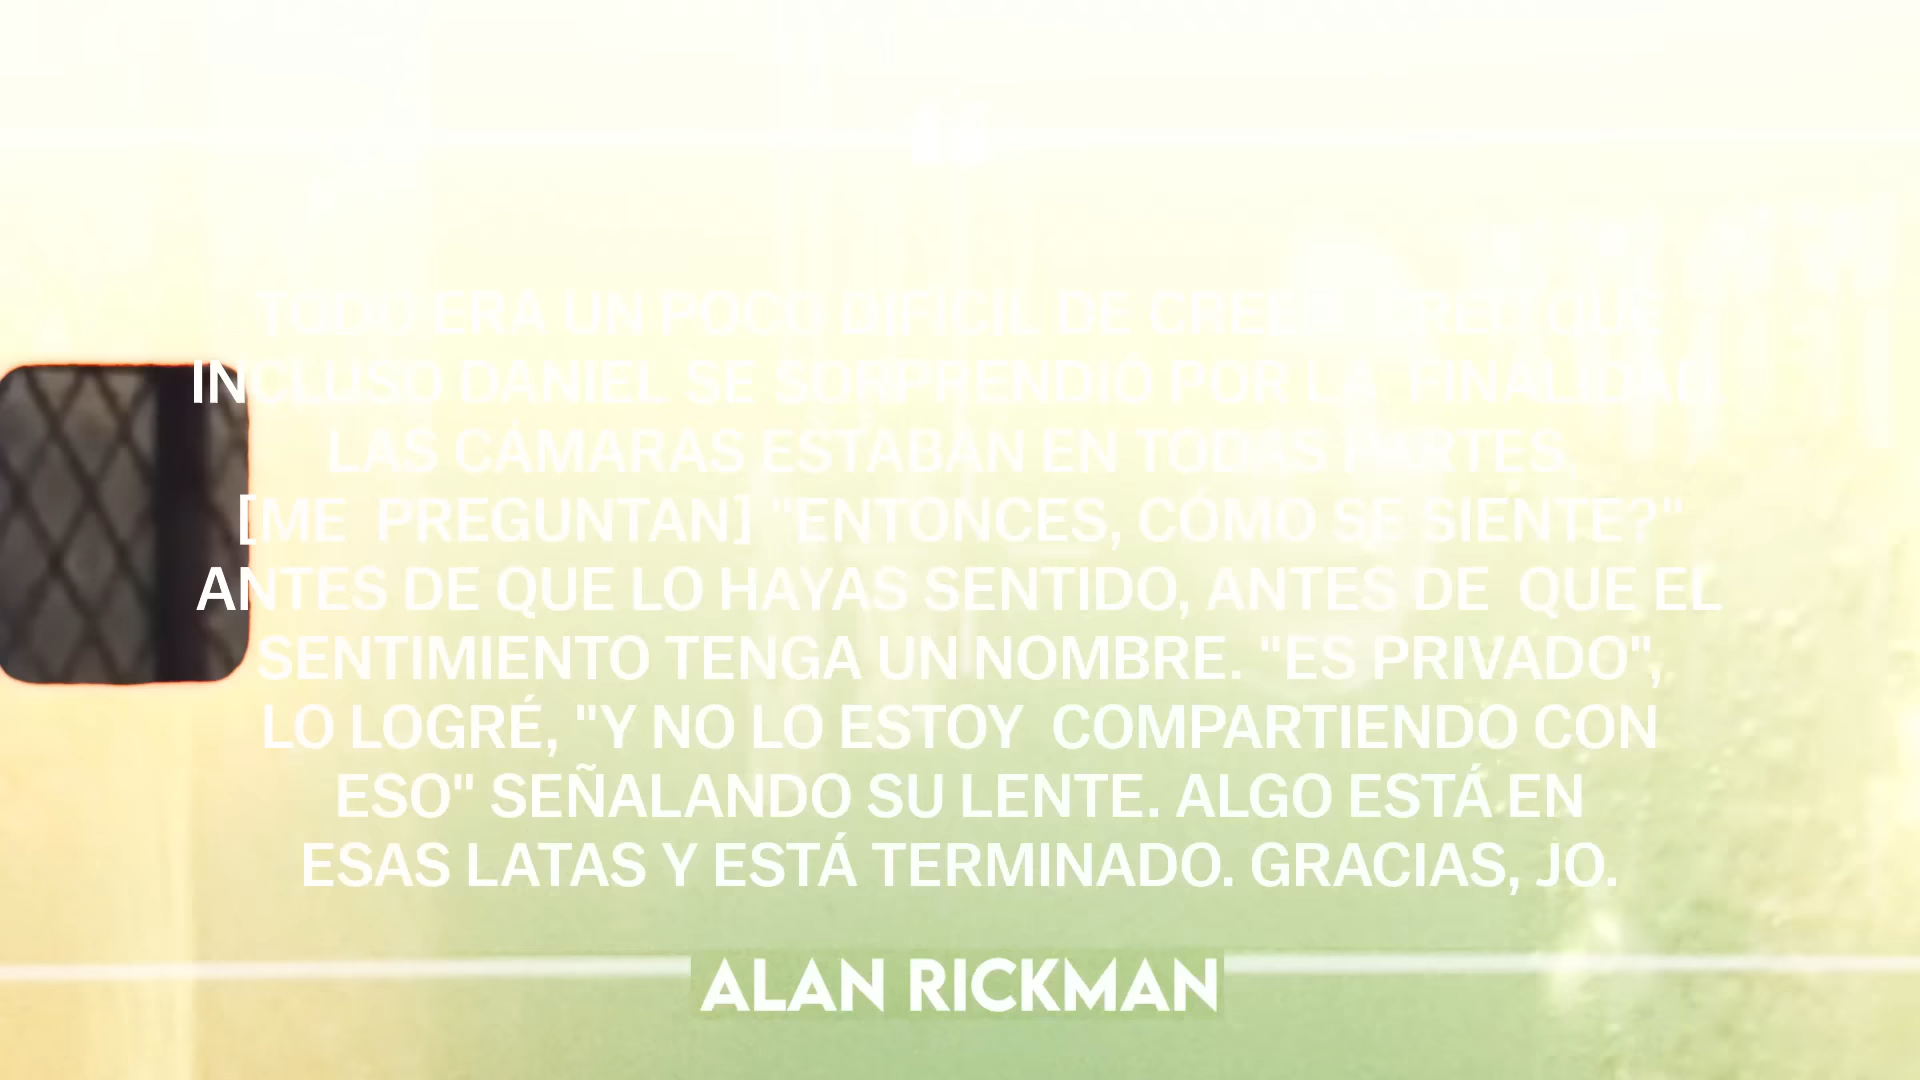 TODO ERA UN POCO DIFÍCIL DE CREER. CREO QUE
INCLUSO DANIEL SE SORPRENDIÓ POR LA FINALIDAD.
LAS CÁMARAS ESTABAN EN TODAS PARTES.
[ME PREGUNTAN] "ENTONCES, CÓMO SE SIENTE?"
ANTES DE QUE LO HAYAS SENTIDO, ANTES DE QUE EL
SENTIMIENTO TENGA UN NOMBRE. "ES PRIVADO",
LO LOGRÉ, "Y NO LO ESTOY COMPARTIENDO CON
ESO" SEÑALANDO SU LENTE. ALGO ESTÁ EN
ESAS LATAS Y ESTÁ TERMINADO. GRACIAS, JO.
ALAN RICKMAN